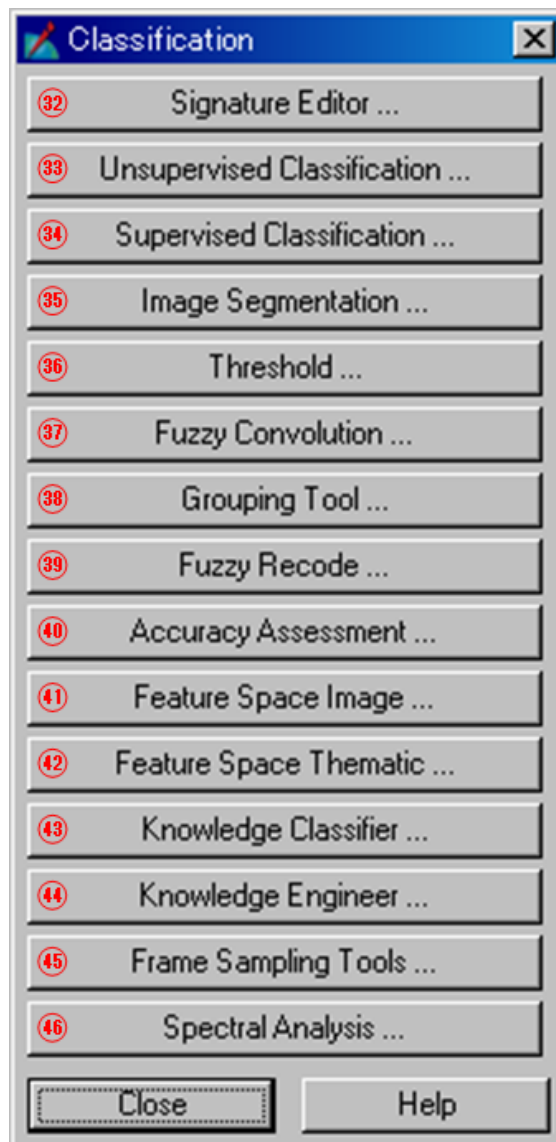 Classification
32 Signature Editor ...
33 Unsupervised Classification ...
34 Supervised Classification ...
35 Image Segmentation ...
36 Threshold ...
37 Fuzzy Convolution ...
38 Grouping Tool ...
39 Fuzzy Recode ...
40 Accuracy Assessment ...
41 Feature Space Image ...
42 Feature Space Thematic ...
43 Knowledge Classifier ...
44 Knowledge Engineer ...
45 Frame Sampling Tools ...
46 Spectral Analysis ...
Close Help